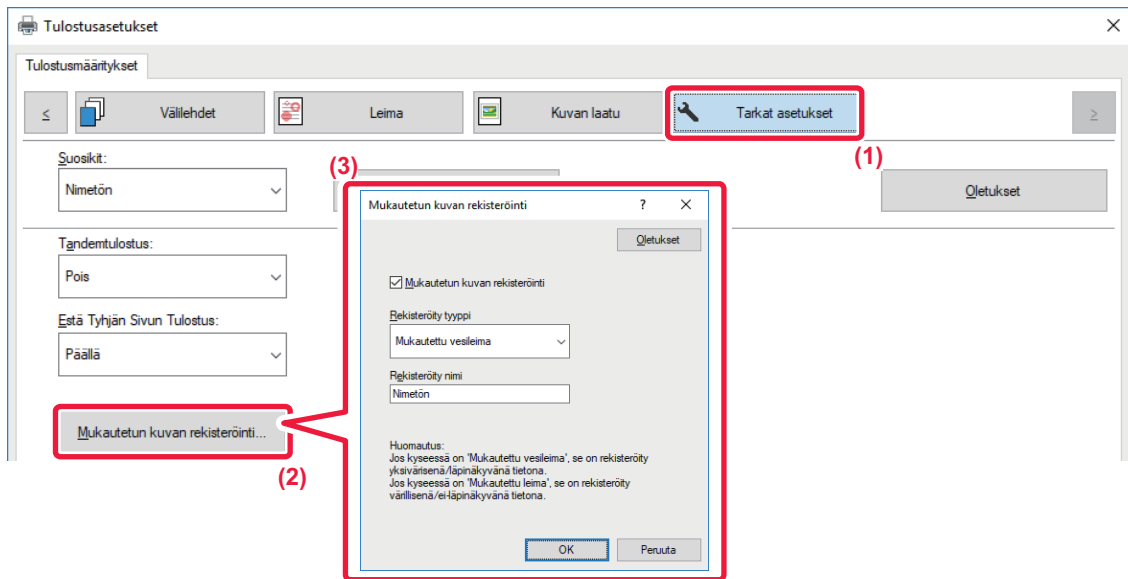 Tulostusasetukset
Tulostusmääritykset
< Välilehdet Leima Kuvan laatu Tarkat asetukset >
(1)
Suosikit:
Nimetön
Oletukset
Tandemtulostus:
Pois
Estä Tyhjän Sivun Tulostus:
Päällä
Mukautetun kuvan rekisteröinti...
(2)
(3)
Mukautetun kuvan rekisteröinti ?
Oletukset
Mukautetun kuvan rekisteröinti
Rekisteröity tyyppi
Mukautettu vesileima
Rekisteröity nimi
Nimetön
Huomautus:
Jos kyseessä on 'Mukautettu vesileima', se on rekisteröity
yksivärisenä/läpinäkyvänä tietona.
Jos kyseessä on 'Mukautettu leima', se on rekisteröity
värillisenä/ei-läpinäkyvänä tietona.
OK Peruuta